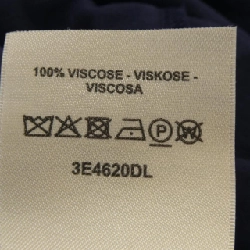 100% VISCOSE - VISKOSE -
VISCOSA
P W
3E4620DL